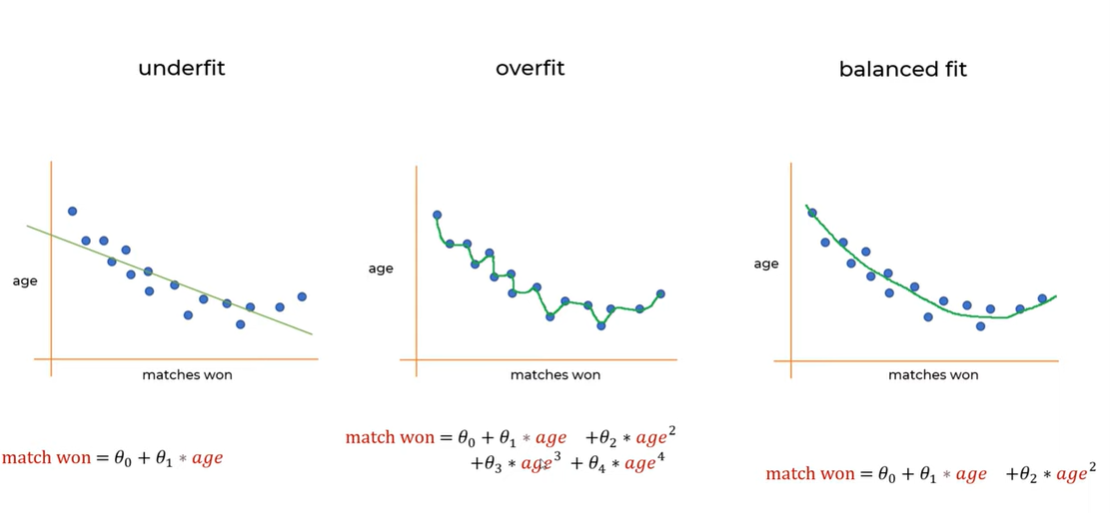 underfit
age
matches won
match won = θ₀ + θ₁ * age
overfit
age
matches won
match won = θ₀ + θ₁ * age +θ₂ * age²
+θ₃ * age³ + θ₄ * age⁴
balanced fit
age
matches won
match won = θ₀ + θ₁ * age +θ₂ * age²